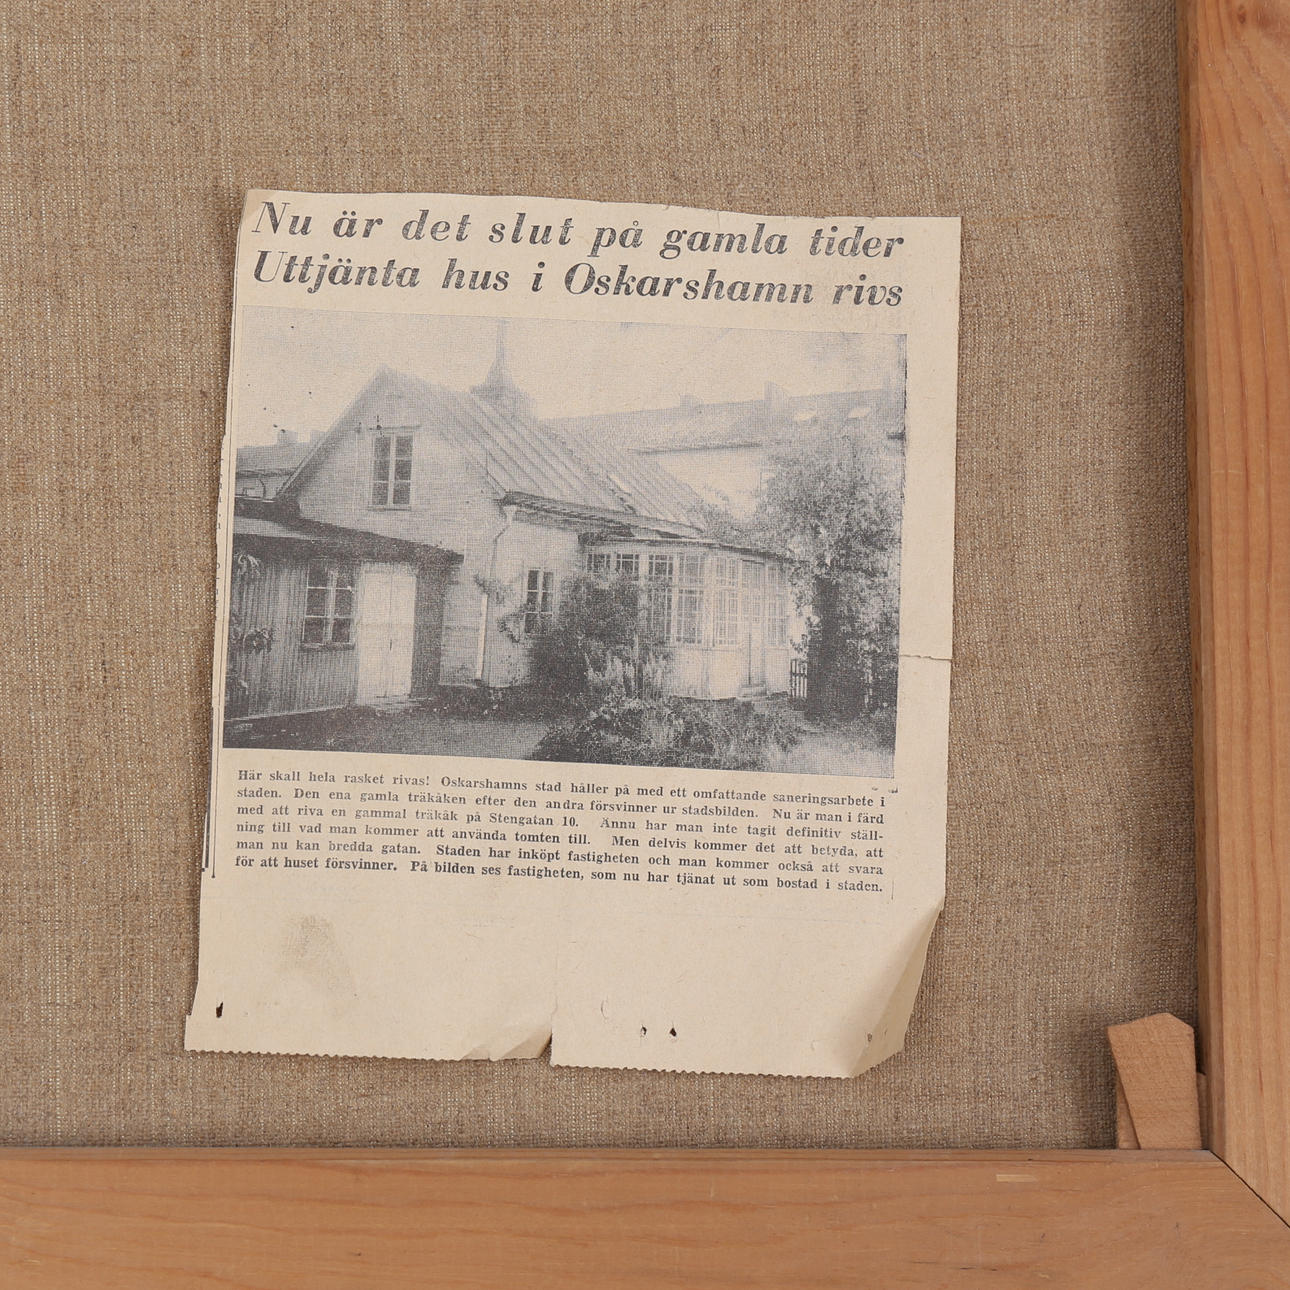 Nu är det slut på gamla tider
Uttjänta hus i Oskarshamn rivs
Här skall hela rasket rivas! Oskarshamns stad håller på med ett omfattande saneringsarbete i
staden. Den ena gamla träkåken efter den andra försvinner ur stadsbilden. Nu är man i färd
med att riva en gammal träkåk på Stengatan 10. Ännu har man inte tagit definitiv ställ-
ning till vad man kommer att använda tomten till. Men delvis kommer det att betyda, att
man nu kan bredda gatan. Staden har inköpt fastigheten och man kommer också att svara
för att huset försvinner. På bilden ses fastigheten, som nu har tjänat ut som bostad i staden.